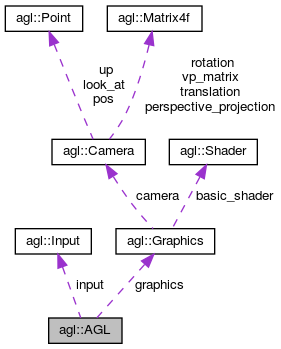 agl::Point
agl::Matrix4f
up
look_at
pos
rotation
vp_matrix
translation
perspective_projection
agl::Camera
agl::Shader
camera
basic_shader
agl::Input
agl::Graphics
input
graphics
agl::AGL